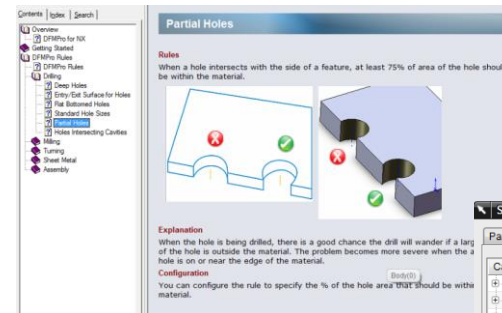 Contents Index Search
Overview
DFMPro for NX
Getting Started
DFMPro Rules
DFMPro Rules
Drilling
Deep Holes
Entry/Exit Surface for Holes
Flat Bottomed Holes
Standard Hole Sizes
Partial Holes
Holes Intersecting Cavities
Milling
Turning
Sheet Metal
Assembly
Partial Holes
Rules
When a hole intersects with the side of a feature, at least 75% of area of the hole shoul
be within the material.
Explanation
When the hole is being drilled, there is a good chance the drill will wander if a larg
of the hole is outside the material. The problem becomes more severve when the a
hole is on or near the edge of the material.
Configuration
Body(0)
You can configure the rule to specify the % of the hole area that should be withi
material.
S
Pa
Ca